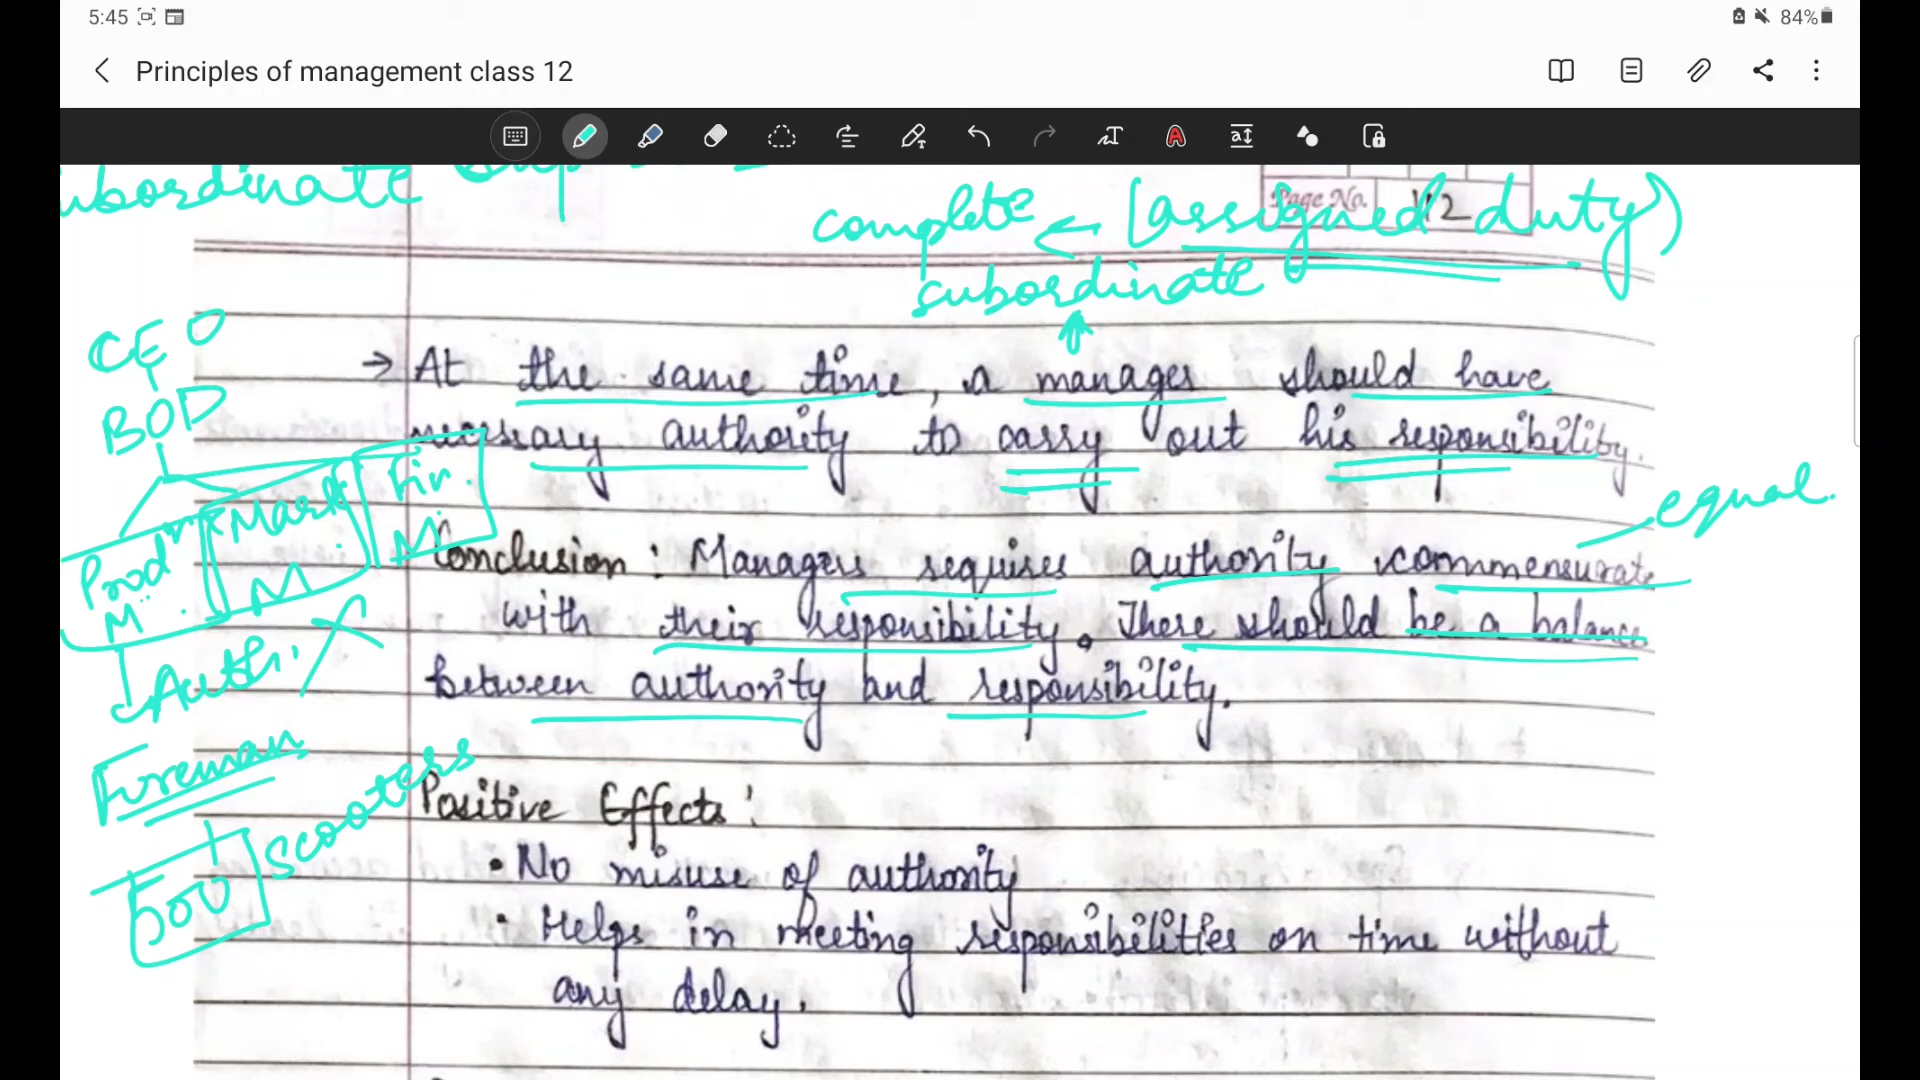 5:45
84%
Principles of management class 12
ubordinate
Page No. 112
complete ← (assigned duty)
subordinate
CEO
BOD
→ At the same time, a manager should have
necessary authority to carry out his responsibility.
equal.
Prod M.
Mark M
Fin. M.
Conclusion : Managers requires authority commensurate
with their responsibility. There should be a balance
between authority and responsibility.
Auth. X
Foreman
500 scooters
Positive Effects :
• No misuse of authority
• Helps in meeting responsibilities on time without
any delay.